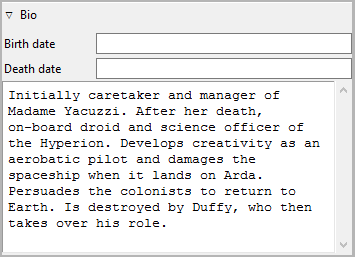 Bio
Birth date
Death date
Initially caretaker and manager of
Madame Yacuzzi. After her death,
on-board droid and science officer of
the Hyperion. Develops creativity as an
aerobatic pilot and damages the
spaceship when it lands on Arda.
Persuades the colonists to return to
Earth. Is destroyed by Duffy, who then
takes over his role.